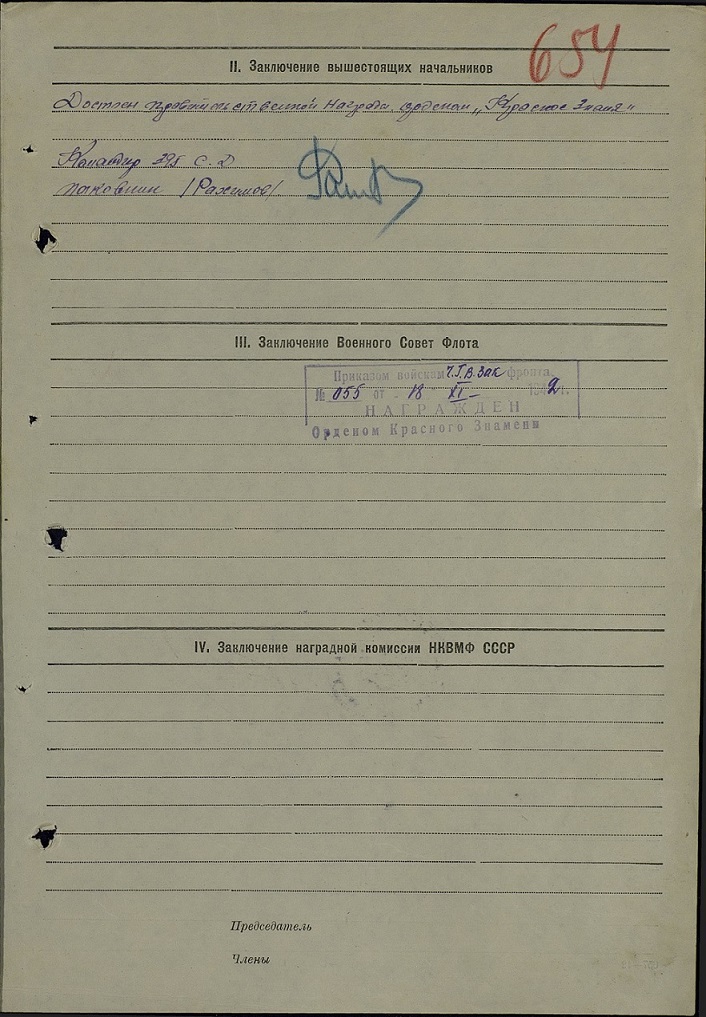 654
II. Заключение вышестоящих начальников
Достоен правительственной награды, орденом „Красное Знамя"
Командир 395 С.Д
полковник /Рахимов/
III. Заключение Военного Совет Флота
Приказом войскам Ч.Г.В. Зак фронта
№ 055 от - 18 XI - 1942 г.
НАГРАЖДЕН
Орденом Красного Знамени
IV. Заключение наградной комиссии НКВМФ СССР
Председатель
Члены